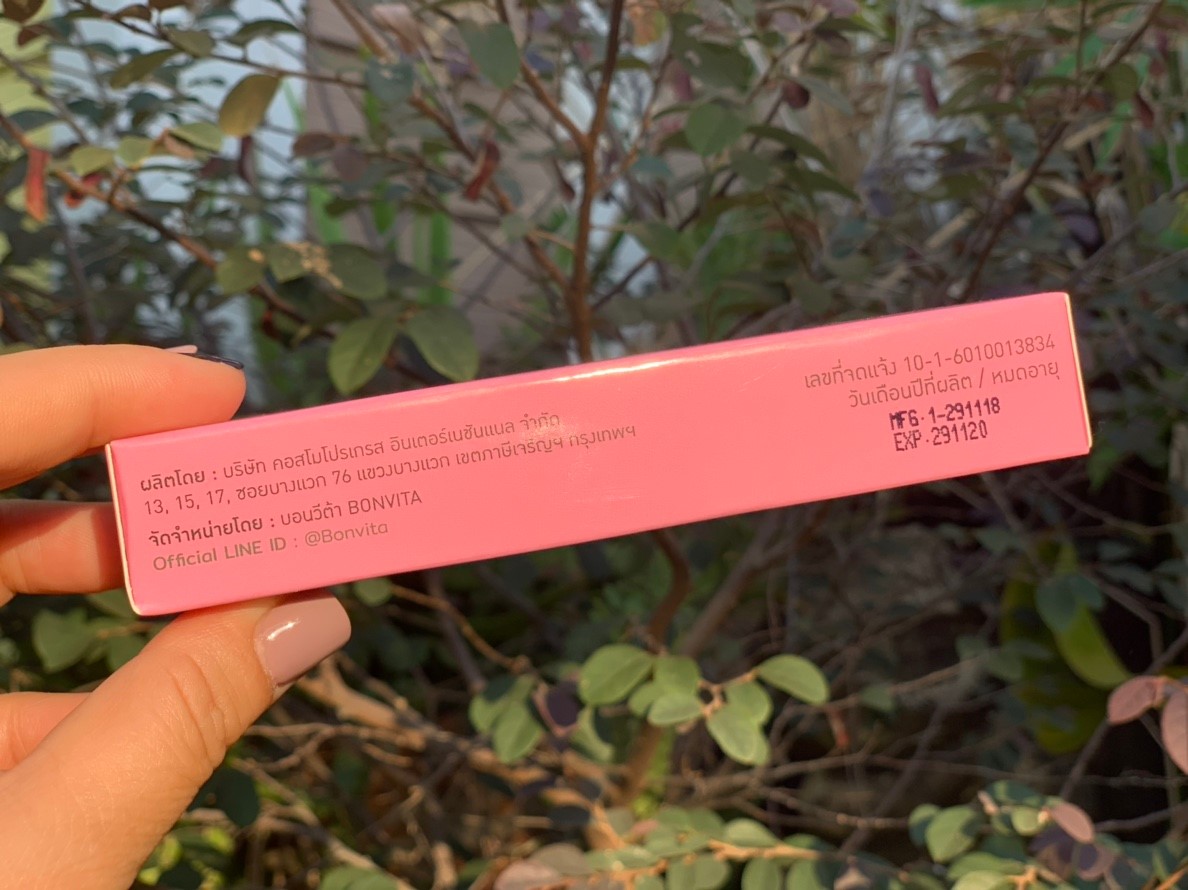 ผลิตโดย : บริษัท คอสโมโปรเกรส อินเตอร์เนชันแนล จำกัด
13, 15, 17, ซอยบางแวก 76 แขวงบางแวก เขตภาษีเจริญฯ กรุงเทพฯ
จัดจำหน่ายโดย : บอนวีต้า BONVITA
Official LINE ID : @Bonvita
เลขที่จดแจ้ง 10-1-6010013834
วันเดือนปีที่ผลิต / หมดอายุ
MFG·1-291118
EXP·291120